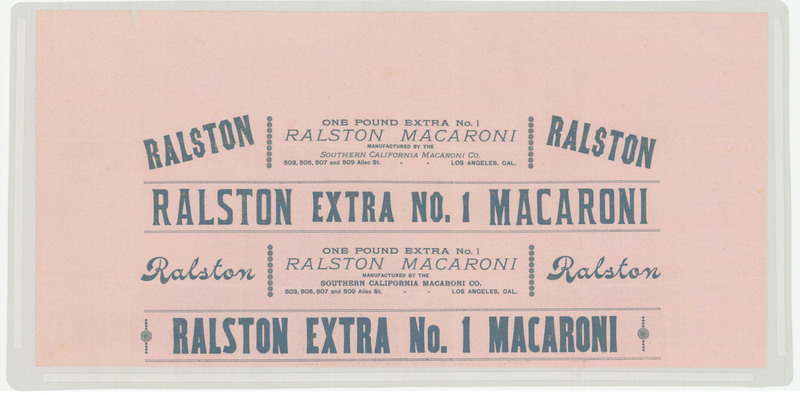 RALSTON
ONE POUND EXTRA No. 1
RALSTON MACARONI
MANUFACTURED BY THE
SOUTHERN CALIFORNIA MACARONI CO.
503, 505, 507 and 509 Aliso St. - - LOS ANGELES, CAL.
RALSTON
RALSTON EXTRA NO. 1 MACARONI
Ralston
ONE POUND EXTRA No. 1
RALSTON MACARONI
MANUFACTURED BY THE
SOUTHERN CALIFORNIA MACARONI CO.
503, 505, 507 and 509 Aliso St. - - LOS ANGELES, CAL.
Ralston
RALSTON EXTRA No. 1 MACARONI